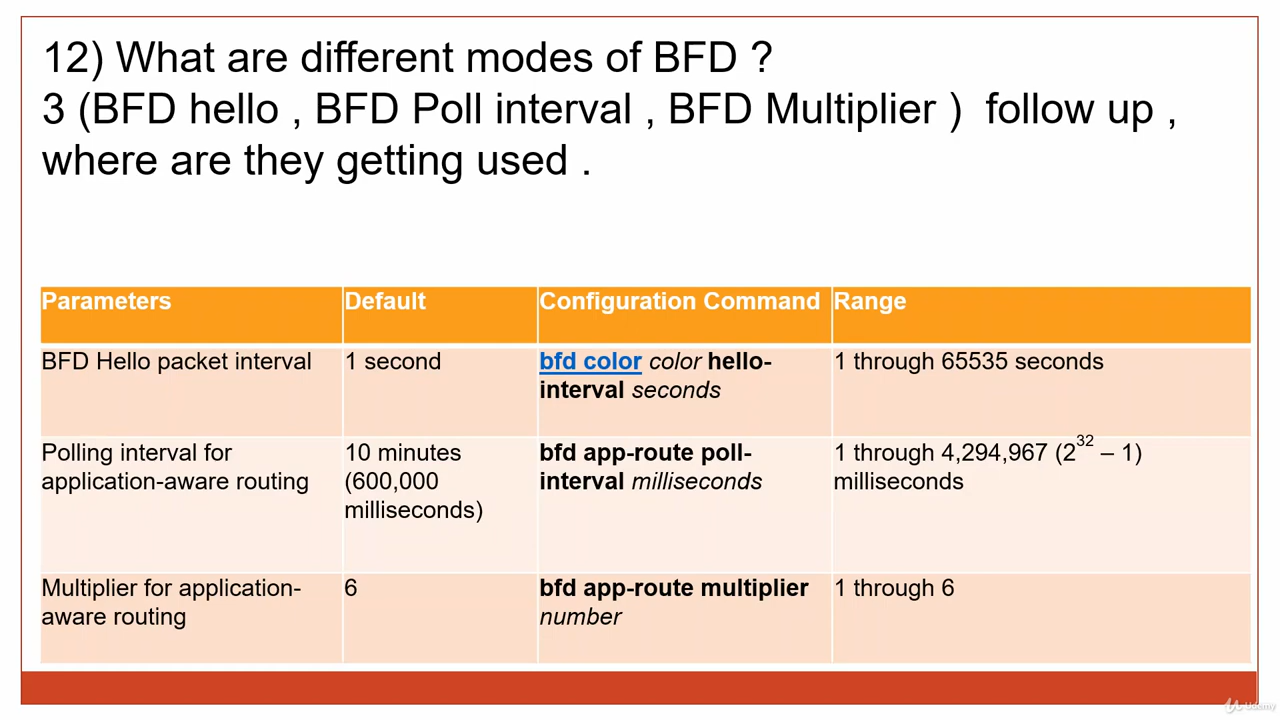 12) What are different modes of BFD ?
3 (BFD hello , BFD Poll interval , BFD Multiplier )  follow up ,
where are they getting used .
Parameters Default Configuration Command Range
BFD Hello packet interval 1 second bfd color color hello-
interval seconds 1 through 65535 seconds
Polling interval for
application-aware routing 10 minutes
(600,000
milliseconds) bfd app-route poll-
interval milliseconds 1 through 4,294,967 (2^32 – 1)
milliseconds
Multiplier for application-
aware routing 6 bfd app-route multiplier
number 1 through 6
Udemy